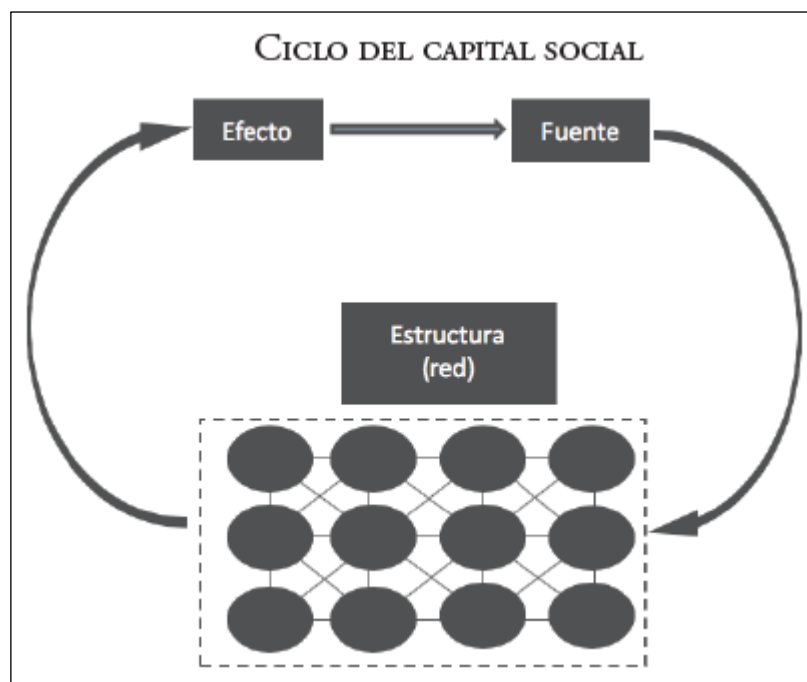 CICLO DEL CAPITAL SOCIAL
Efecto
Fuente
Estructura
(red)